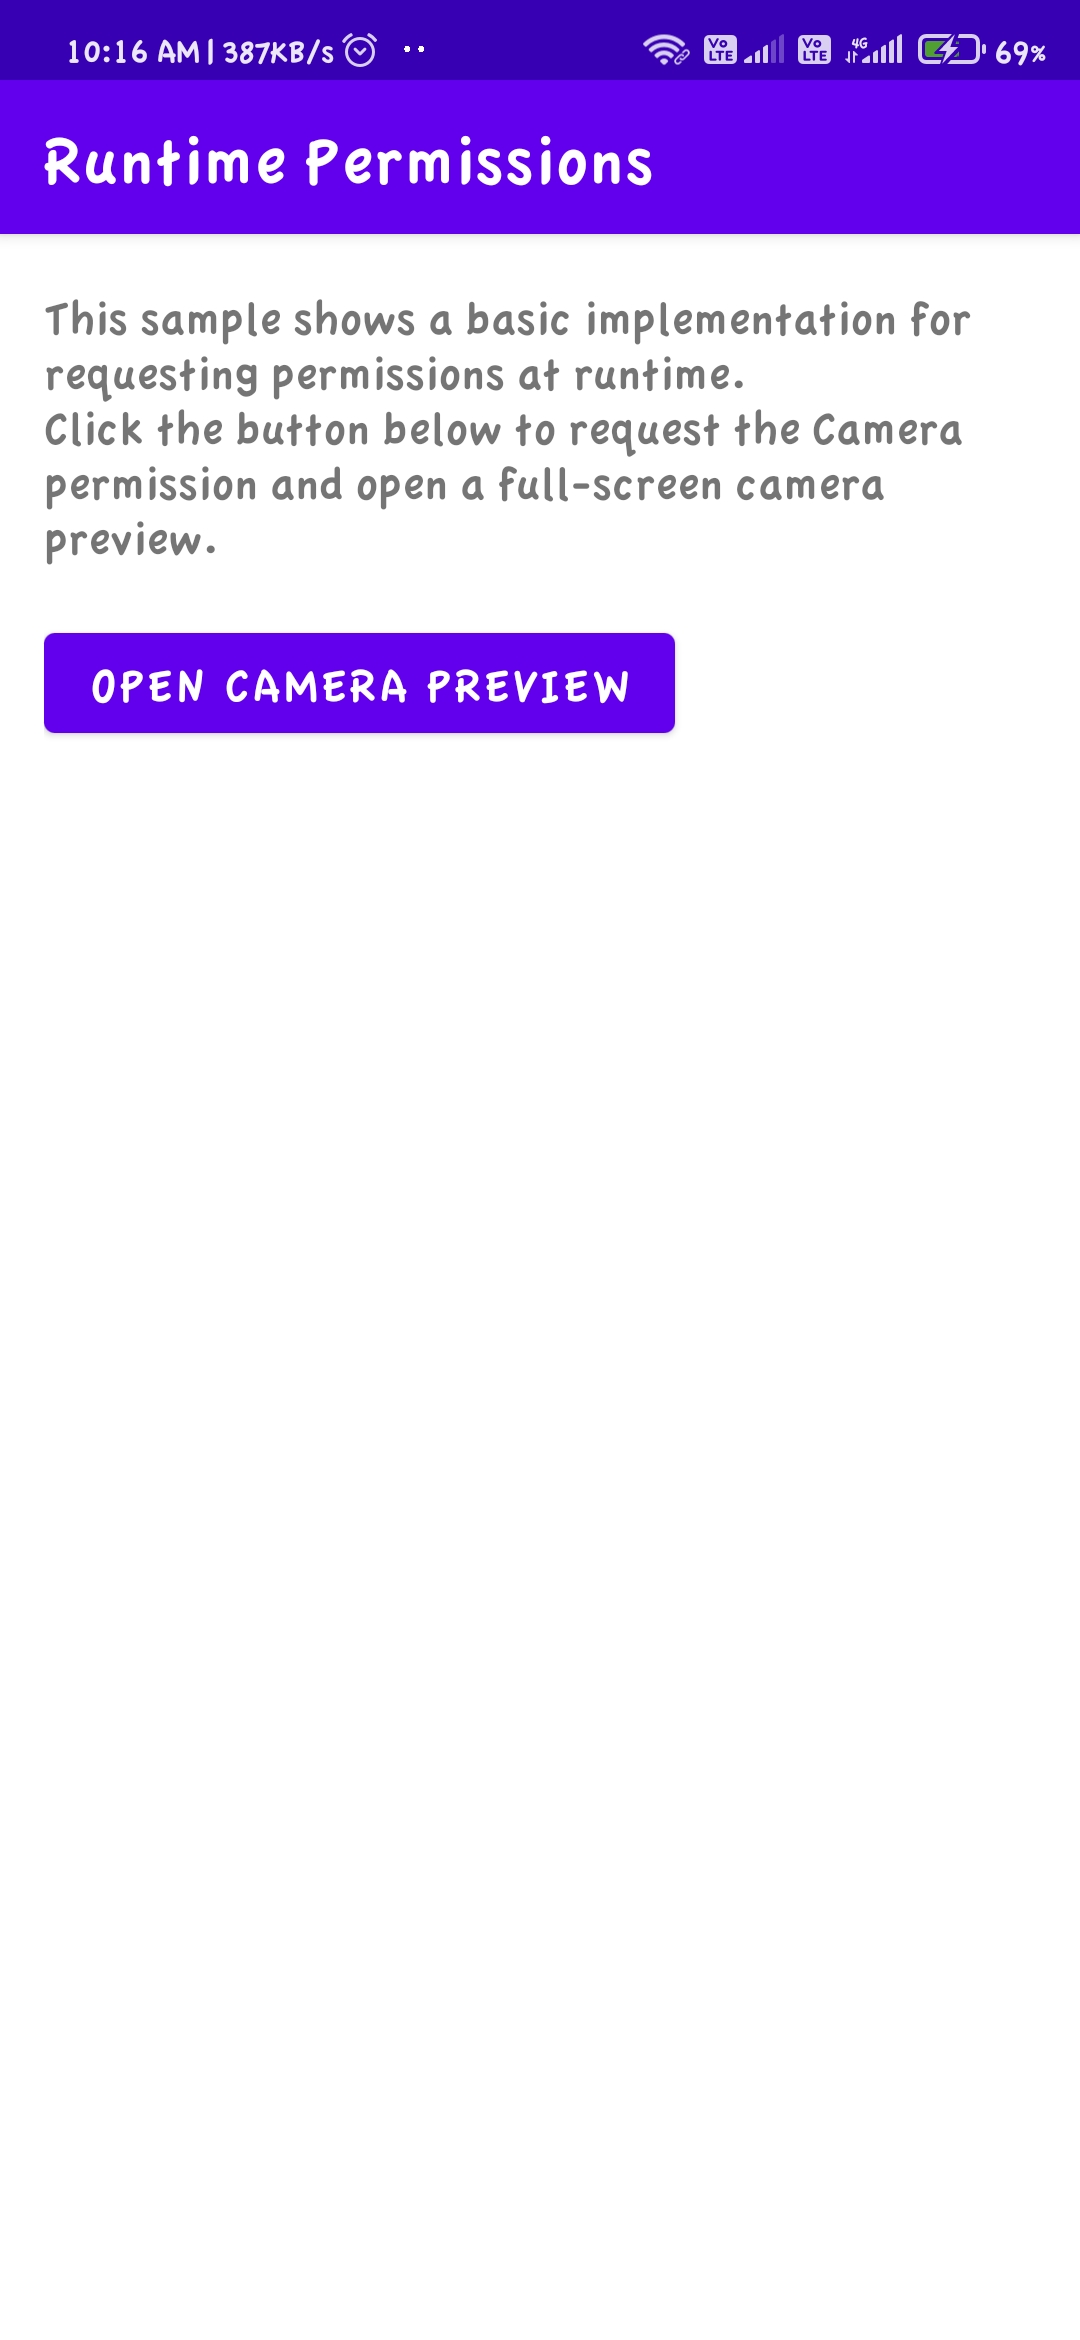 10:16 AM | 387KB/s
Vo LTE Vo LTE 4G 69%
Runtime Permissions
This sample shows a basic implementation for
requesting permissions at runtime.
Click the button below to request the Camera
permission and open a full-screen camera
preview.
OPEN CAMERA PREVIEW